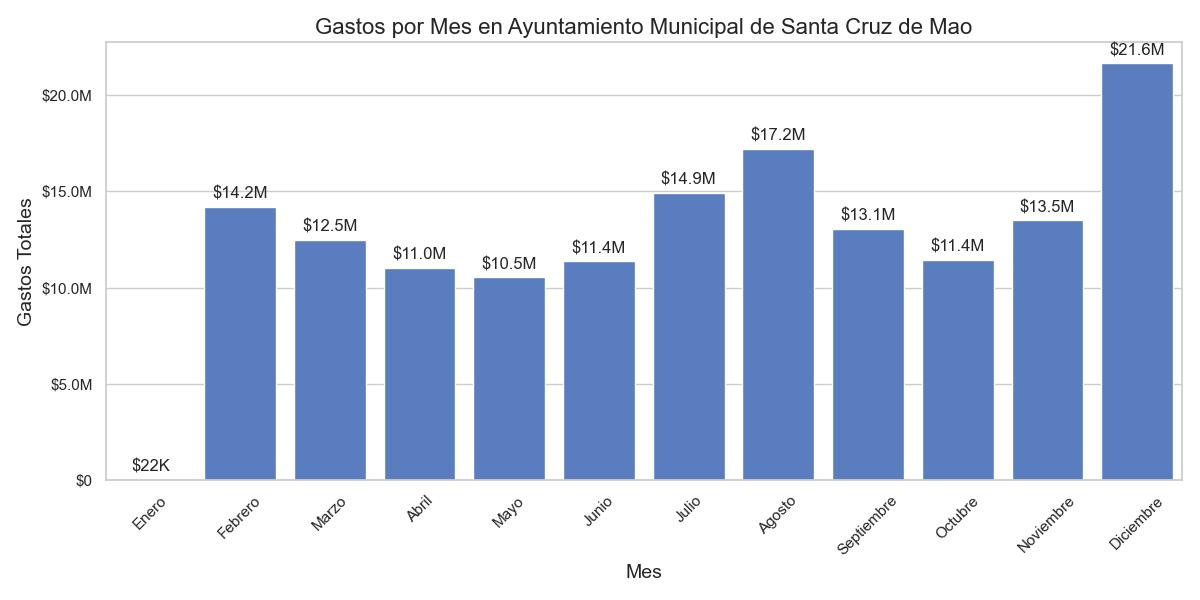 Gastos por Mes en Ayuntamiento Municipal de Santa Cruz de Mao
Gastos Totales
$20.0M
$15.0M
$10.0M
$5.0M
$0
$22K
$14.2M
$12.5M
$11.0M
$10.5M
$11.4M
$14.9M
$17.2M
$13.1M
$11.4M
$13.5M
$21.6M
Enero
Febrero
Marzo
Abril
Mayo
Junio
Julio
Agosto
Septiembre
Octubre
Noviembre
Diciembre
Mes